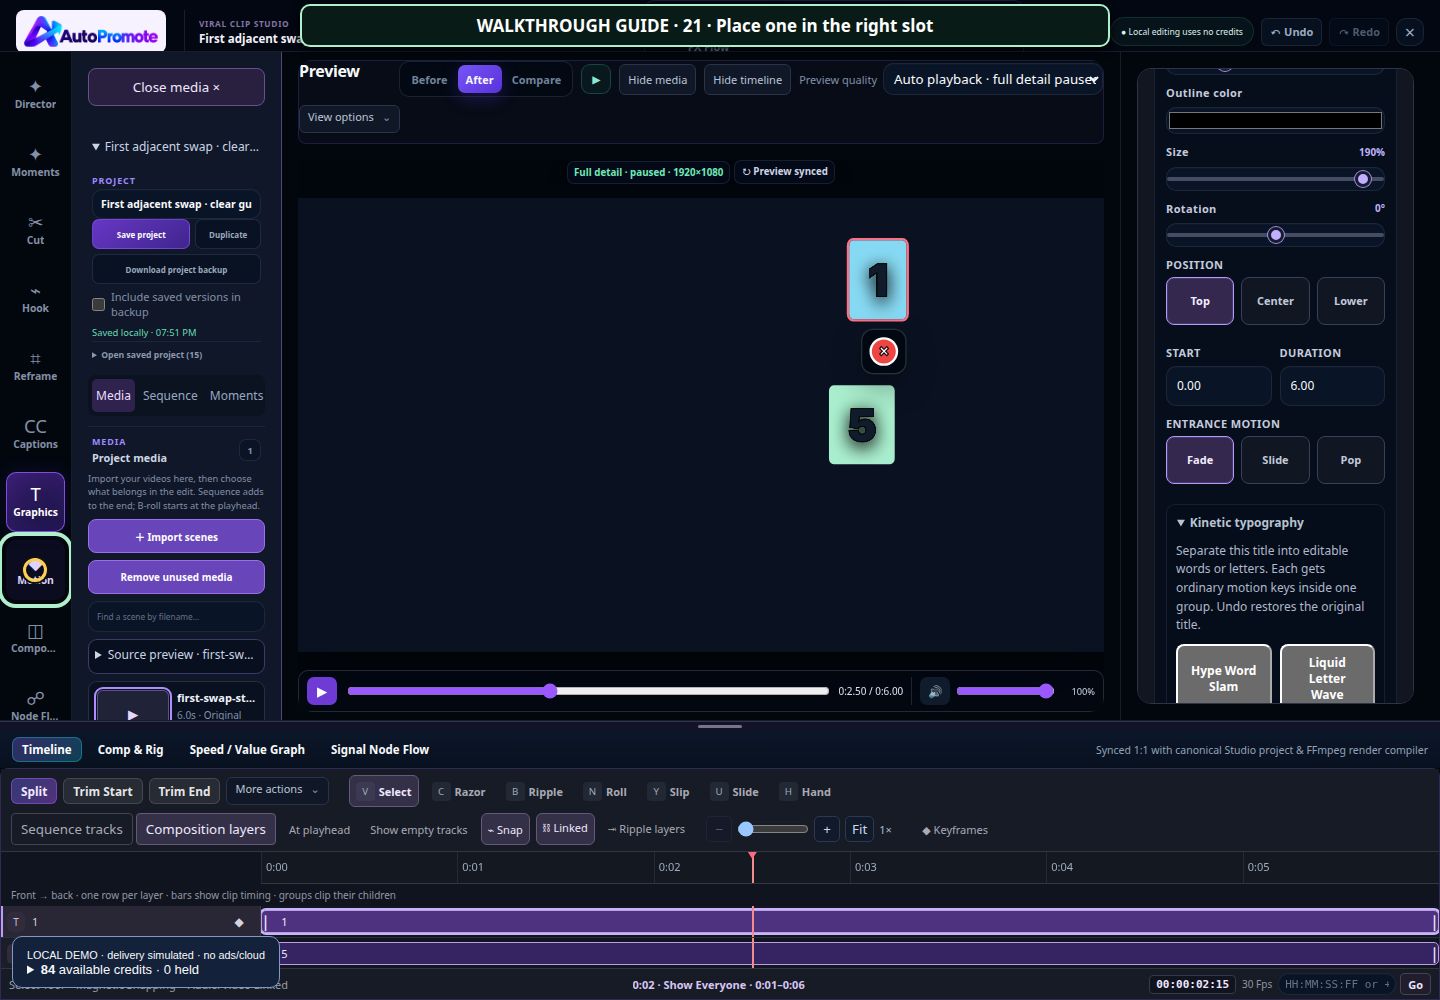 AutoPromote
VIRAL CLIP STUDIO
First adjacent swa
WALKTHROUGH GUIDE · 21 · Place one in the right slot
● Local editing uses no credits
↶ Undo
↷ Redo
✕
Director
Moments
Cut
Hook
Reframe
CC
Captions
T
Graphics
Motion
Compo...
Node Fl...
Close media ×
▼ First adjacent swap · clear...
PROJECT
First adjacent swap · clear gu
Save project
Duplicate
Download project backup
Include saved versions in
backup
Saved locally · 07:51 PM
▶ Open saved project (15)
Media
Sequence
Moments
MEDIA
Project media
1
Import your videos here, then choose
what belongs in the edit. Sequence adds
to the end; B-roll starts at the playhead.
+ Import scenes
Remove unused media
Find a scene by filename...
▶ Source preview · first-sw...
first-swap-st...
6.0s · Original
Preview
Before
After
Compare
▶
Hide media
Hide timeline
Preview quality
Auto playback · full detail pause
View options
Full detail · paused · 1920×1080
↻ Preview synced
1
5
0:2.50 / 0:6.00
100%
Outline color
Size
190%
Rotation
0°
POSITION
Top
Center
Lower
START
DURATION
0.00
6.00
ENTRANCE MOTION
Fade
Slide
Pop
▼ Kinetic typography
Separate this title into editable
words or letters. Each gets
ordinary motion keys inside one
group. Undo restores the original
title.
Hype Word
Slam
Liquid
Letter
Wave
Timeline
Comp & Rig
Speed / Value Graph
Signal Node Flow
Synced 1:1 with canonical Studio project & FFmpeg render compiler
Split
Trim Start
Trim End
More actions
V Select
C Razor
B Ripple
N Roll
Y Slip
U Slide
H Hand
Sequence tracks
Composition layers
At playhead
Show empty tracks
Snap
Linked
⇥ Ripple layers
−
+
Fit
1×
◆ Keyframes
0:00
0:01
0:02
0:03
0:04
0:05
Front → back · one row per layer · bars show clip timing · groups clip their children
T 1
◆
1
5
LOCAL DEMO · delivery simulated · no ads/cloud
▶ 84 available credits · 0 held
0:02 · Show Everyone · 0:01–0:06
00:00:02:15
30 Fps
HH:MM:SS:FF or +
Go